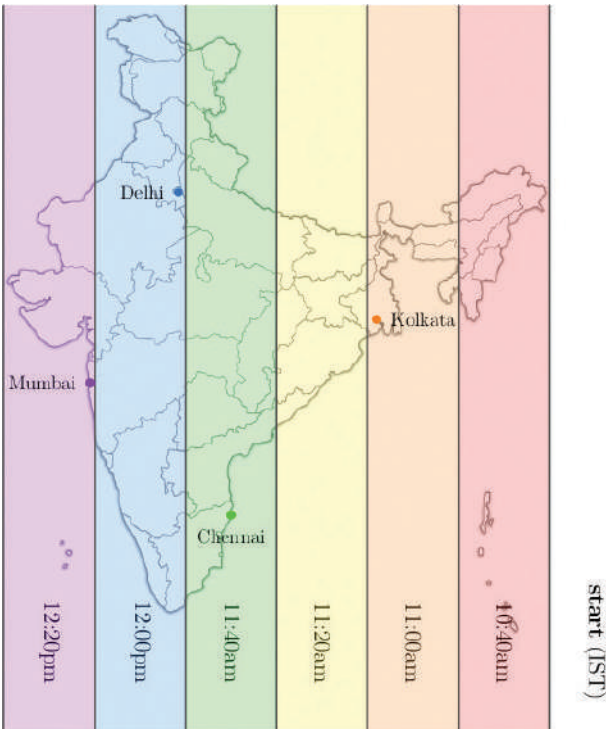 Delhi
Kolkata
Mumbai
Chennai
12:20pm
12:00pm
11:40am
11:20am
11:00am
10:40am
start (IST)